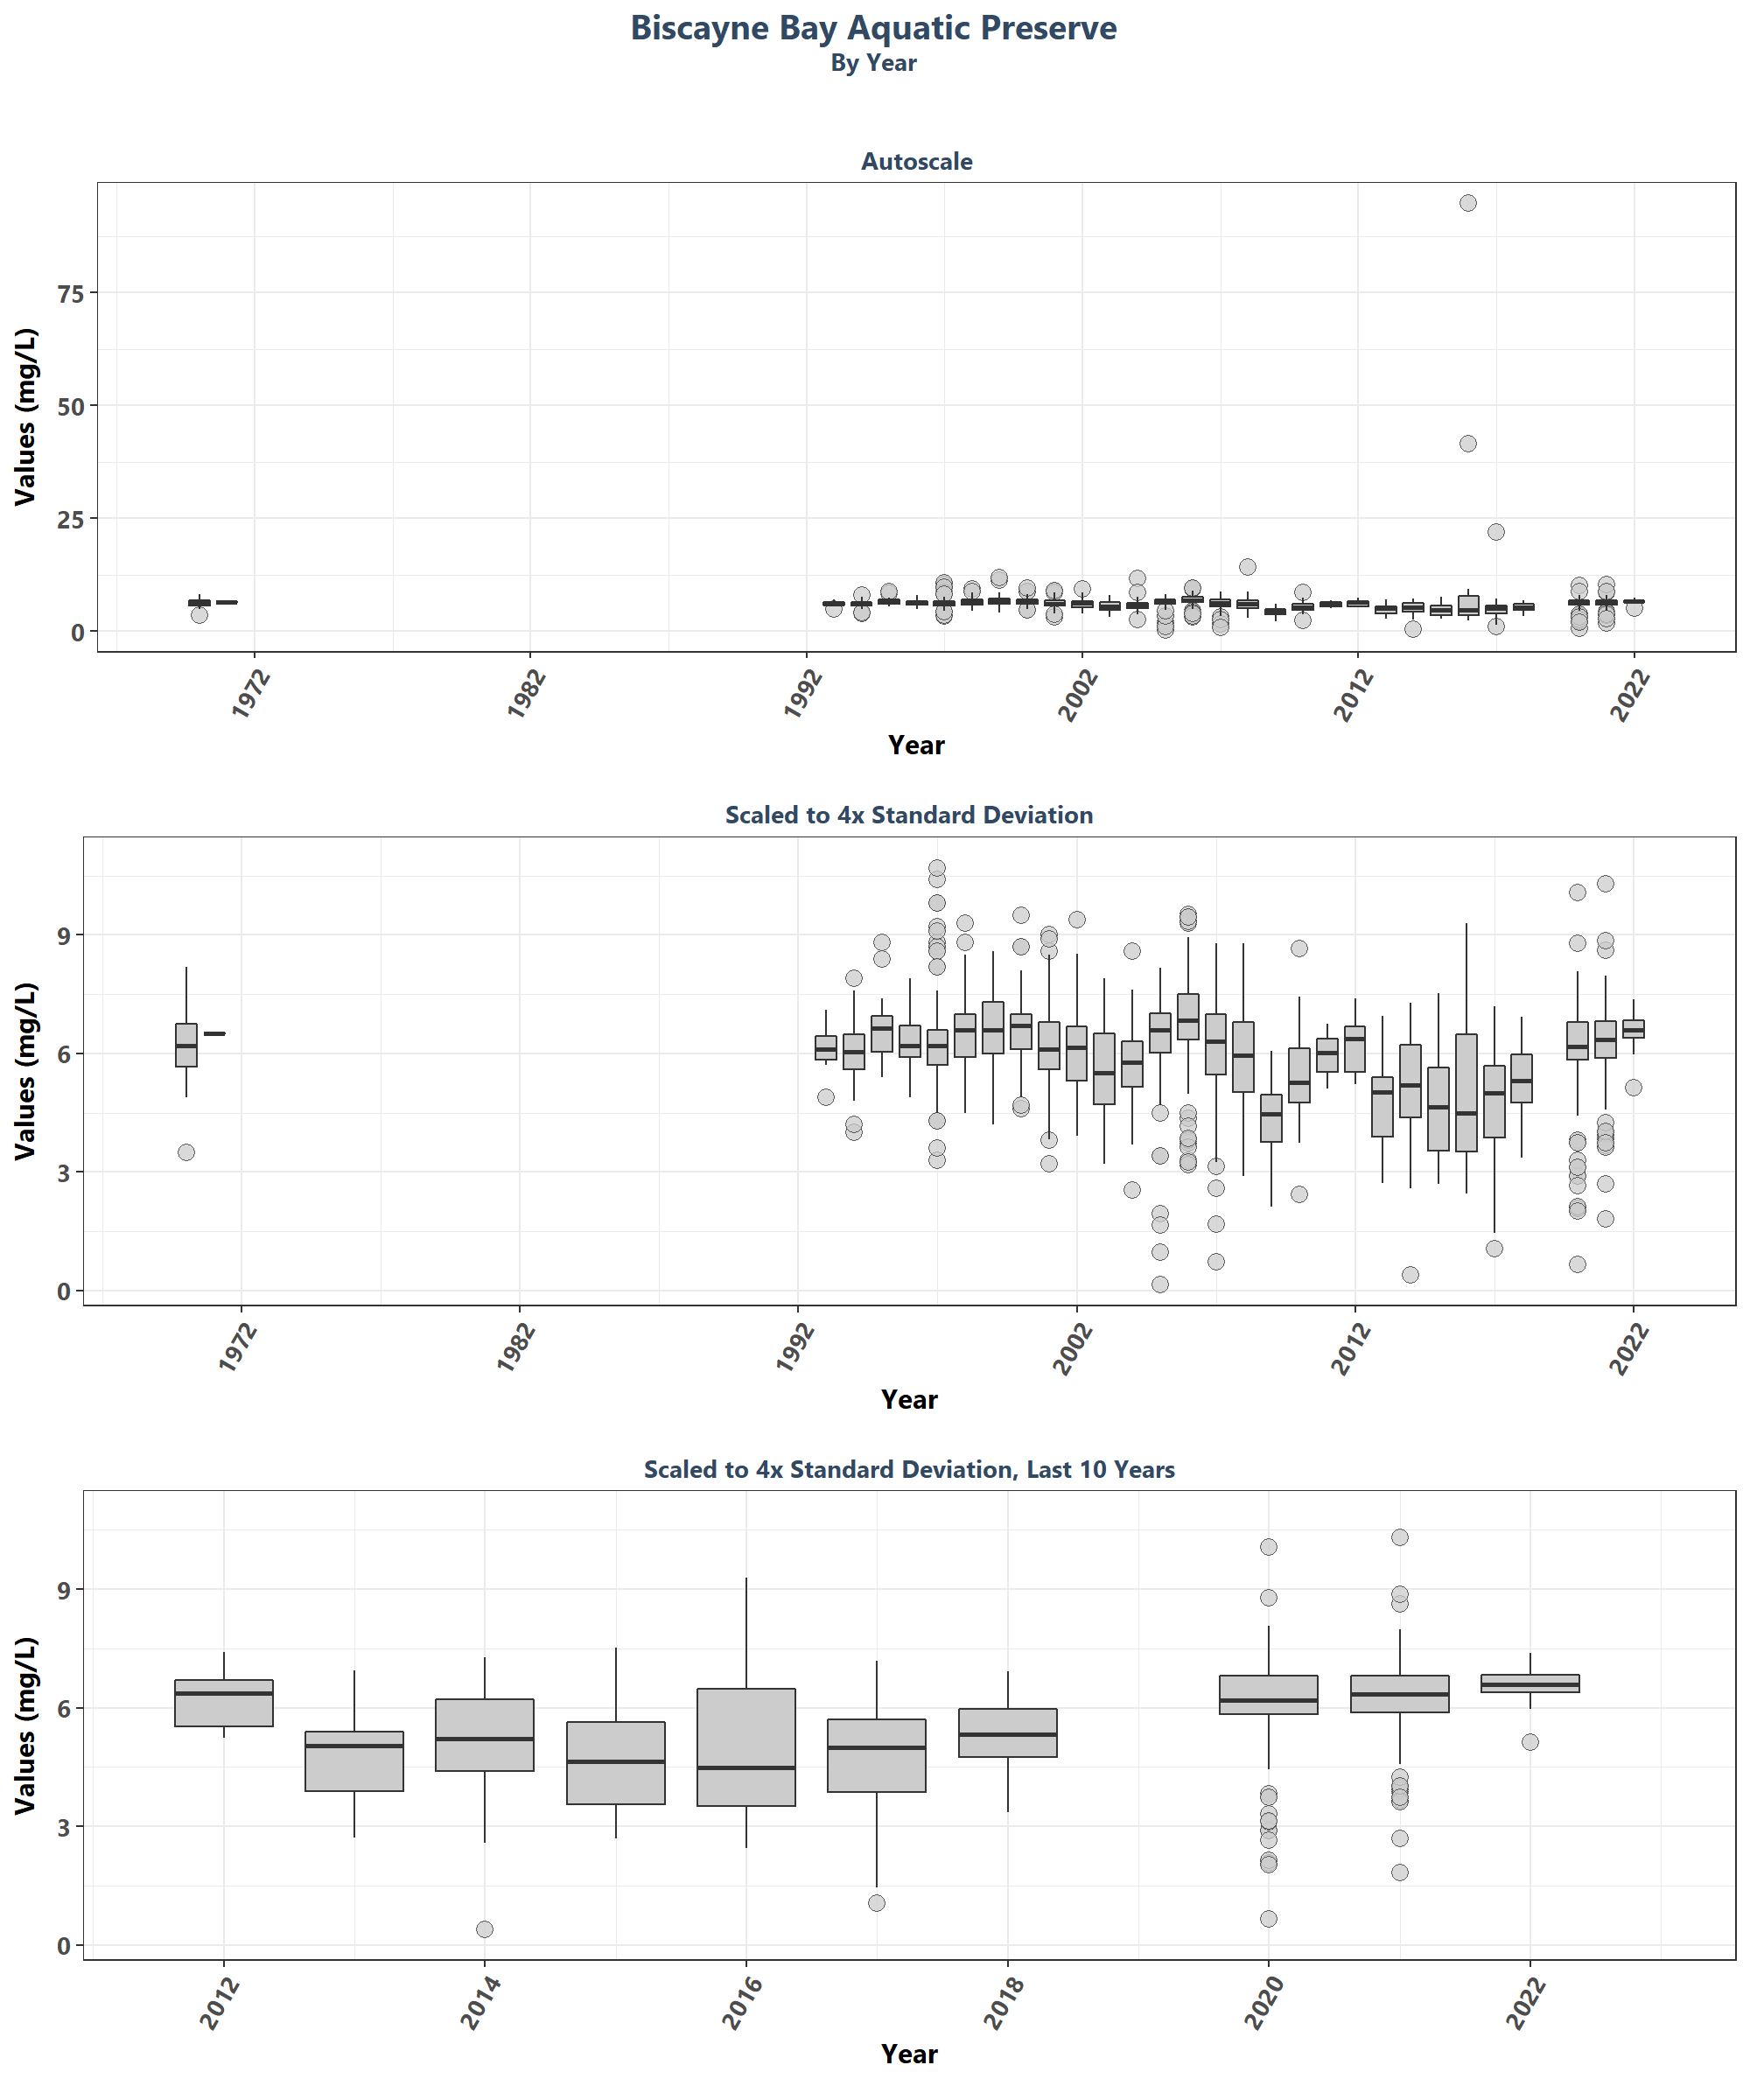 Biscayne Bay Aquatic Preserve
By Year
Autoscale
Values (mg/L)
75
50
25
0
1972 1982 1992 2002 2012 2022
Year
Scaled to 4x Standard Deviation
Values (mg/L)
9
6
3
0
1972 1982 1992 2002 2012 2022
Year
Scaled to 4x Standard Deviation, Last 10 Years
Values (mg/L)
9
6
3
0
2012 2014 2016 2018 2020 2022
Year